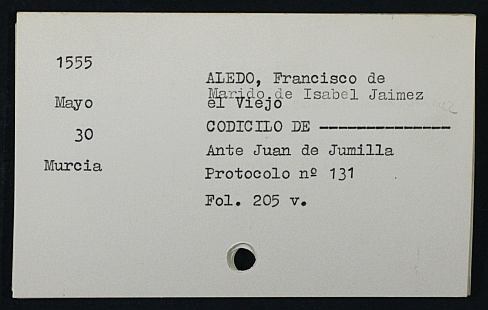 1555
Mayo
30
Murcia
ALEDO, Francisco de
Marido de Isabel Jaimez
el Viejo
CODICILO DE --------------
Ante Juan de Jumilla
Protocolo nº 131
Fol. 205 v.